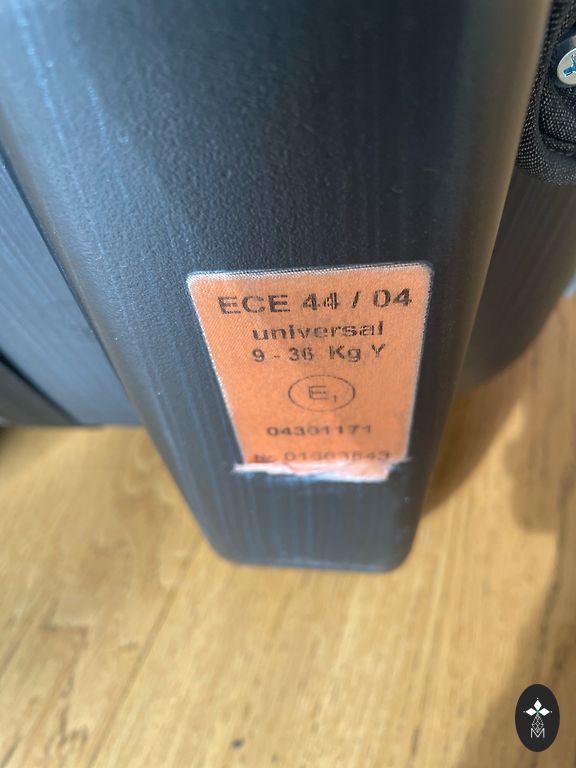 ECE 44 / 04
universal
9 - 36 Kg Y
E1
04301171